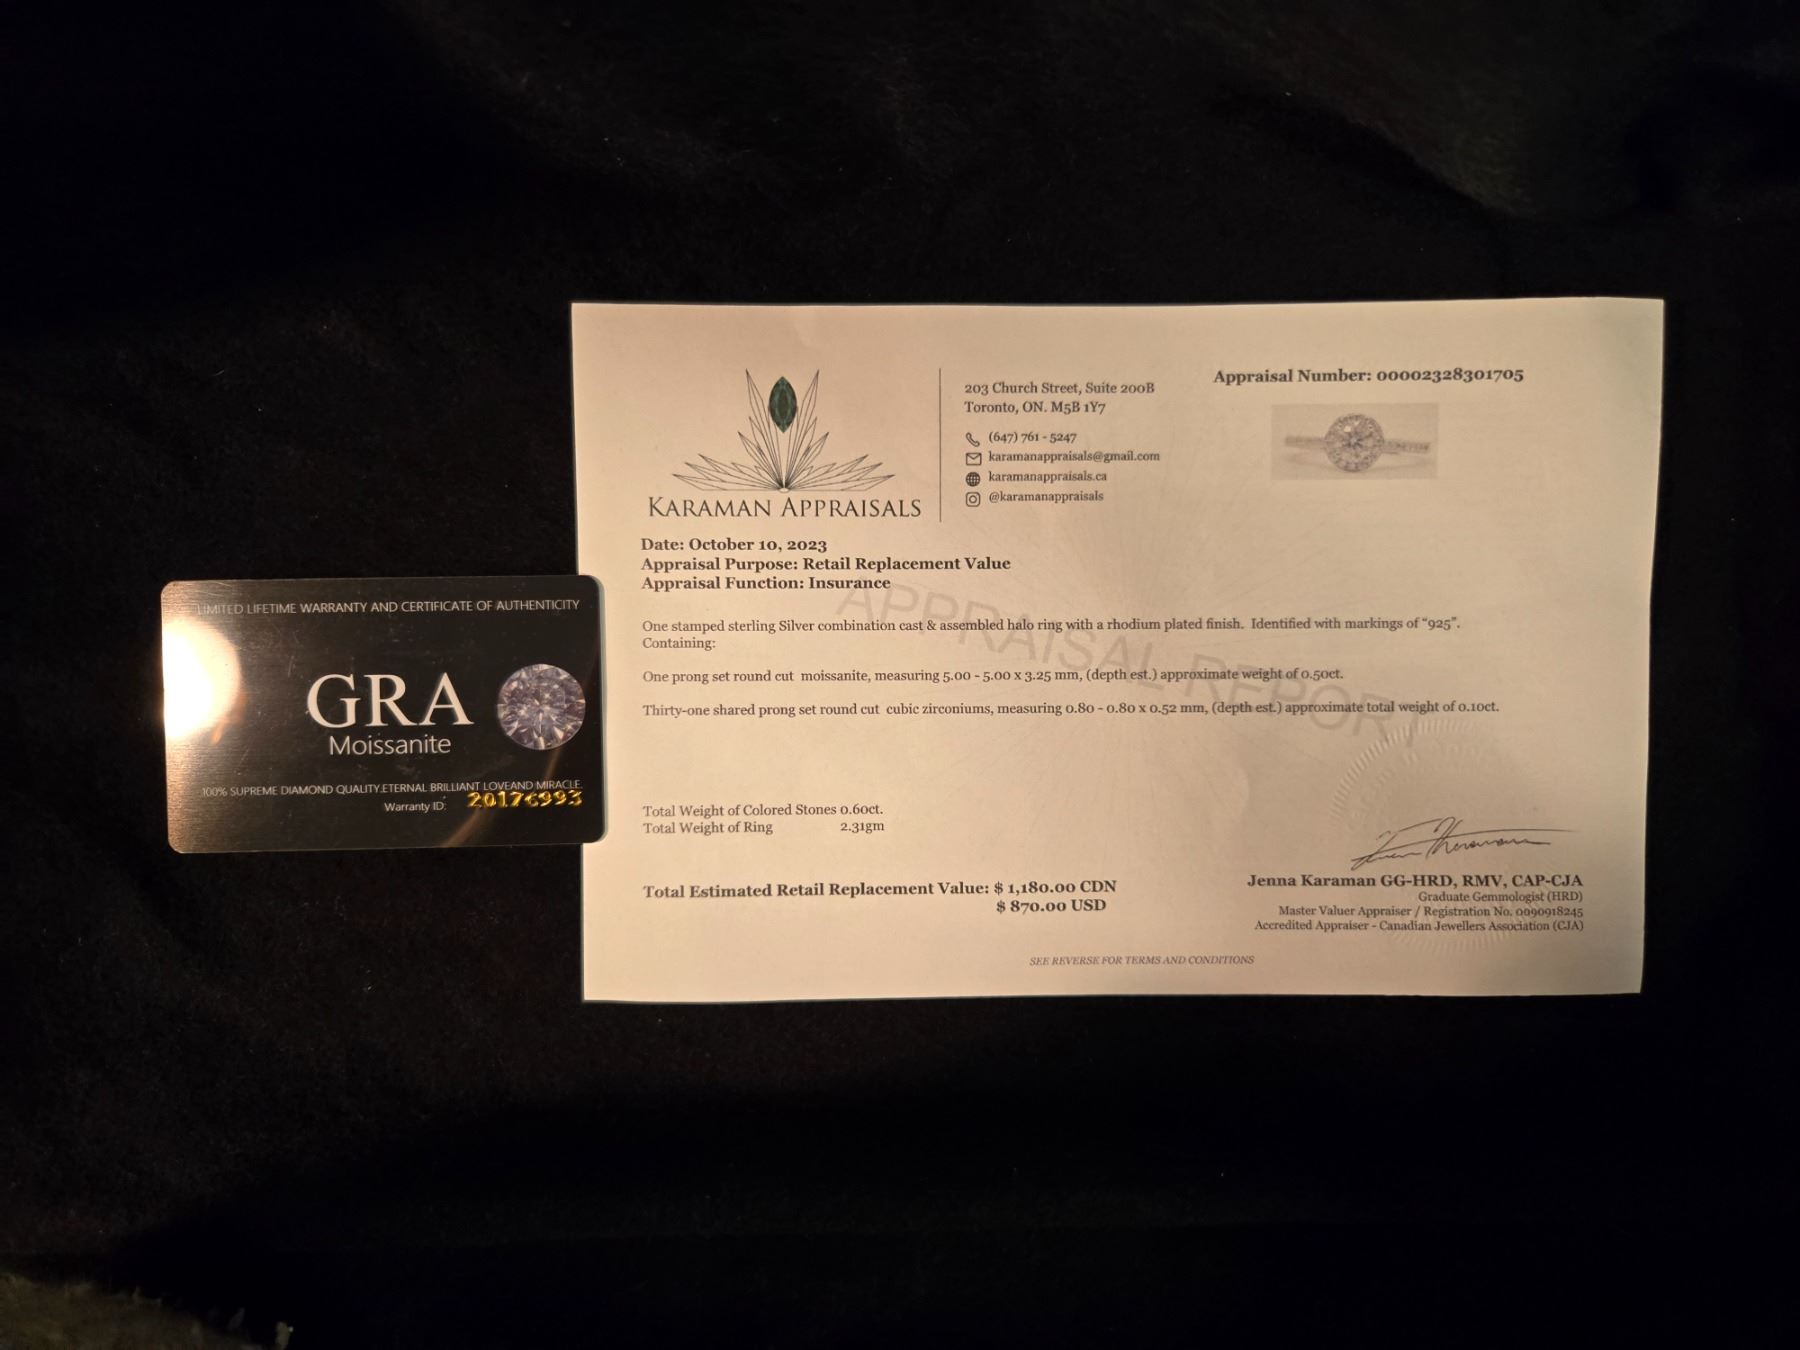 LIMITED LIFETIME WARRANTY AND CERTIFICATE OF AUTHENTICITY
GRA
Moissanite
100% SUPREME DIAMOND QUALITY.ETERNAL BRILLIANT LOVEAND MIRACLE.
Warranty ID:
KARAMAN APPRAISALS
203 Church Street, Suite 200B
Toronto, ON. M5B 1Y7
(647) 761 - 5247
karamanappraisals@gmail.com
karamanappraisals.ca
@karamanappraisals
Appraisal Number: 00002328301705
Date: October 10, 2023
Appraisal Purpose: Retail Replacement Value
Appraisal Function: Insurance
APPRAISAL REPORT
One stamped sterling Silver combination cast & assembled halo ring with a rhodium plated finish. Identified with markings of "925".
Containing:
One prong set round cut moissanite, measuring 5.00 - 5.00 x 3.25 mm, (depth est.) approximate weight of 0.50ct.
Thirty-one shared prong set round cut cubic zirconiums, measuring 0.80 - 0.80 x 0.52 mm, (depth est.) approximate total weight of 0.10ct.
Total Weight of Colored Stones 0.60ct.
Total Weight of Ring 2.31gm
Total Estimated Retail Replacement Value: $ 1,180.00 CDN
$ 870.00 USD
Jenna Karaman GG-HRD, RMV, CAP-CJA
Graduate Gemmologist (HRD)
Master Valuer Appraiser / Registration No. 0090918245
Accredited Appraiser - Canadian Jewellers Association (CJA)
SEE REVERSE FOR TERMS AND CONDITIONS